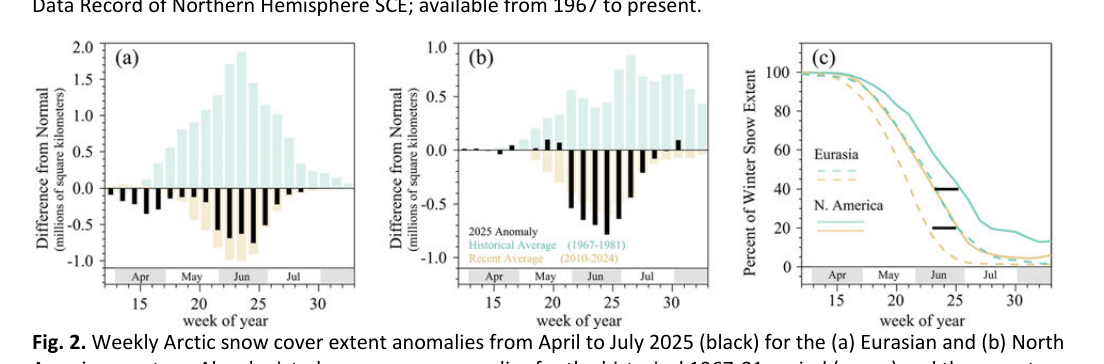 Data Record of Northern Hemisphere SCE; available from 1967 to present.
(a)
2.0
1.5
1.0
0.5
0.0
-0.5
-1.0
Difference from Normal
(millions of square kilometers)
Apr May Jun Jul
15 20 25 30
week of year
(b)
1.0
0.5
0.0
-0.5
-1.0
Difference from Normal
(millions of square kilometers)
2025 Anomaly
Historical Average (1967-1981)
Recent Average (2010-2024)
Apr May Jun Jul
15 20 25 30
week of year
(c)
100
80
60
40
20
0
Percent of Winter Snow Extent
Eurasia
N. America
Apr May Jun Jul
15 20 25 30
week of year
Fig. 2. Weekly Arctic snow cover extent anomalies from April to July 2025 (black) for the (a) Eurasian and (b) North